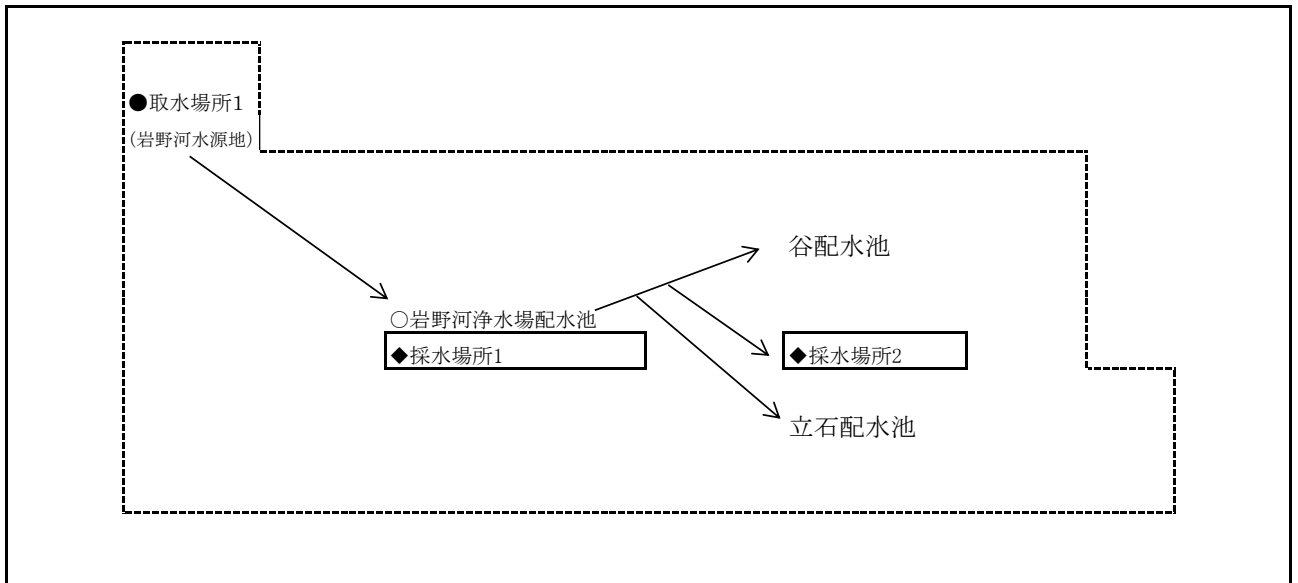 ●取水場所1
(岩野河水源地)
谷配水池
○岩野河浄水場配水池
◆採水場所1
◆採水場所2
立石配水池